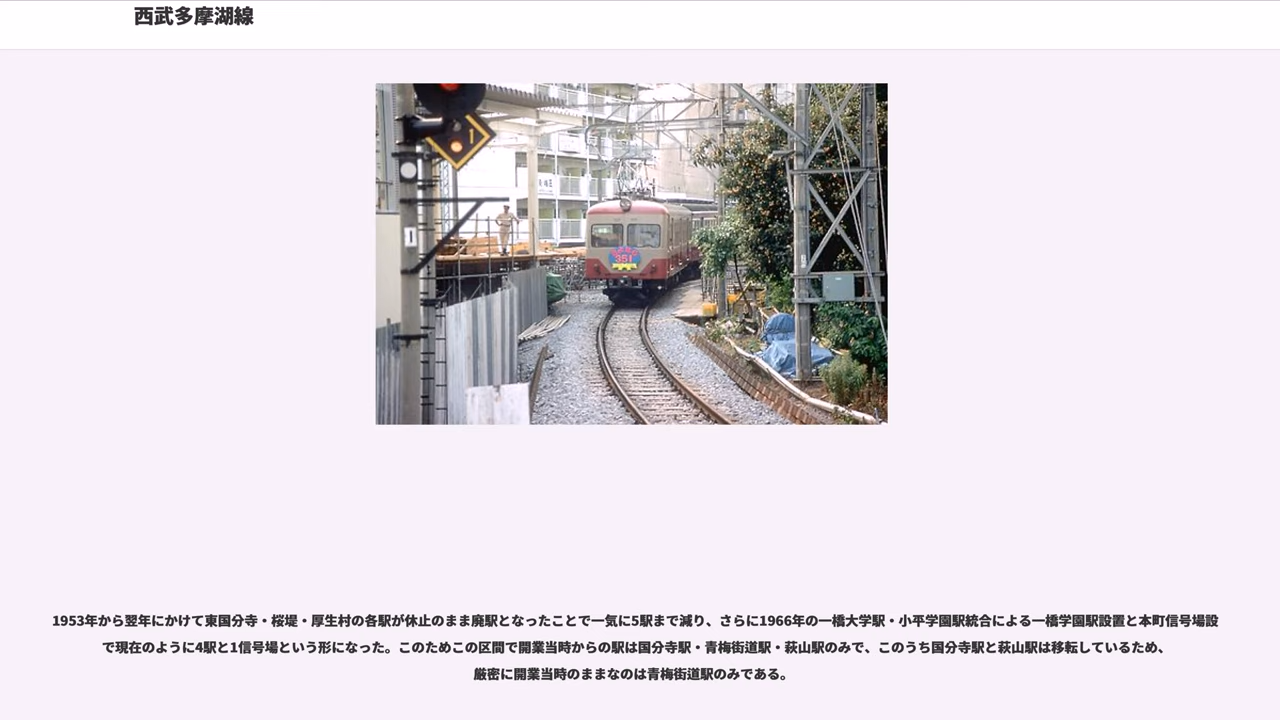 西武多摩湖線
351
1953年から翌年にかけて東国分寺・桜堤・厚生村の各駅が休止のまま廃駅となったことで一気に5駅まで減り、さらに1966年の一橋大学駅・小平学園駅統合による一橋学園駅設置と本町信号場設
で現在のように4駅と1信号場という形になった。このためこの区間で開業当時からの駅は国分寺駅・青梅街道駅・萩山駅のみで、このうち国分寺駅と萩山駅は移転しているため、
厳密に開業当時のままなのは青梅街道駅のみである。